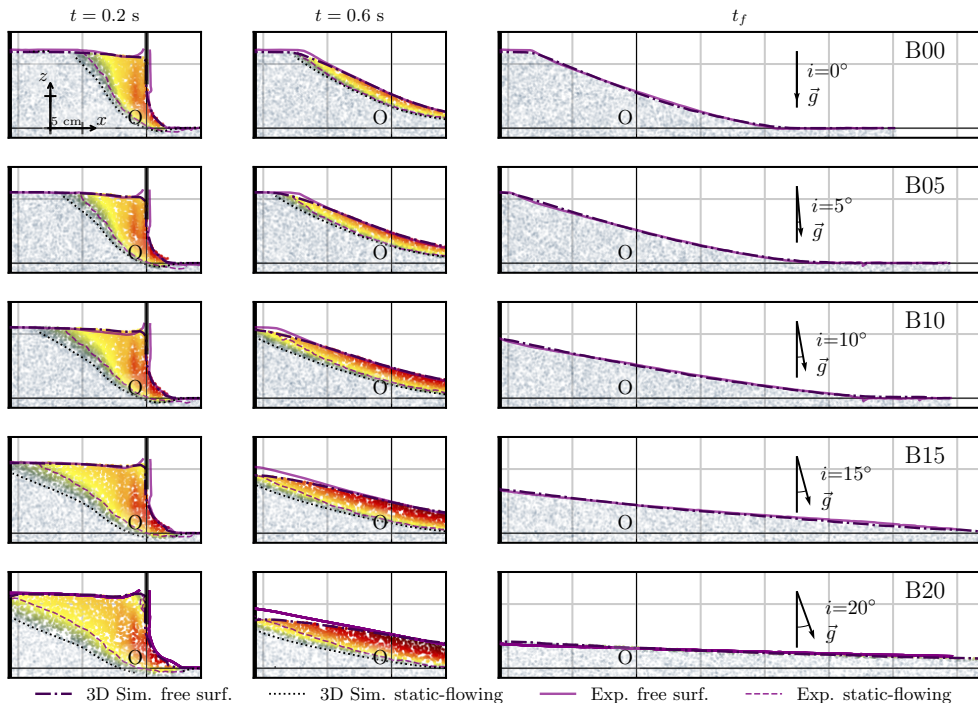 t = 0.2 s
t = 0.6 s
t_f
z
5 cm
x
O
O
O
B00
i=0°
g⃗
O
O
O
B05
i=5°
g⃗
O
O
O
B10
i=10°
g⃗
O
O
O
B15
i=15°
g⃗
O
O
O
B20
i=20°
g⃗
3D Sim. free surf.
3D Sim. static-flowing
Exp. free surf.
Exp. static-flowing